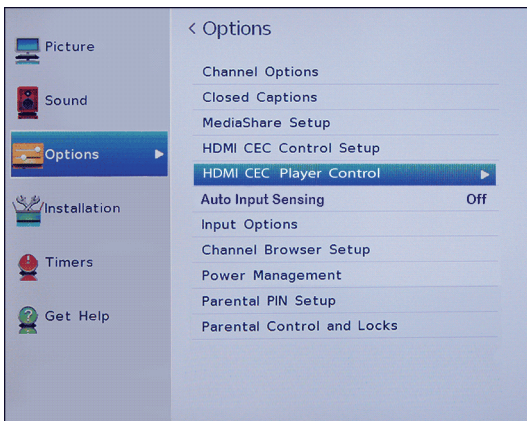 Picture
Sound
Options
Installation
Timers
Get Help
< Options
Channel Options
Closed Captions
MediaShare Setup
HDMI CEC Control Setup
HDMI CEC Player Control
Auto Input Sensing Off
Input Options
Channel Browser Setup
Power Management
Parental PIN Setup
Parental Control and Locks